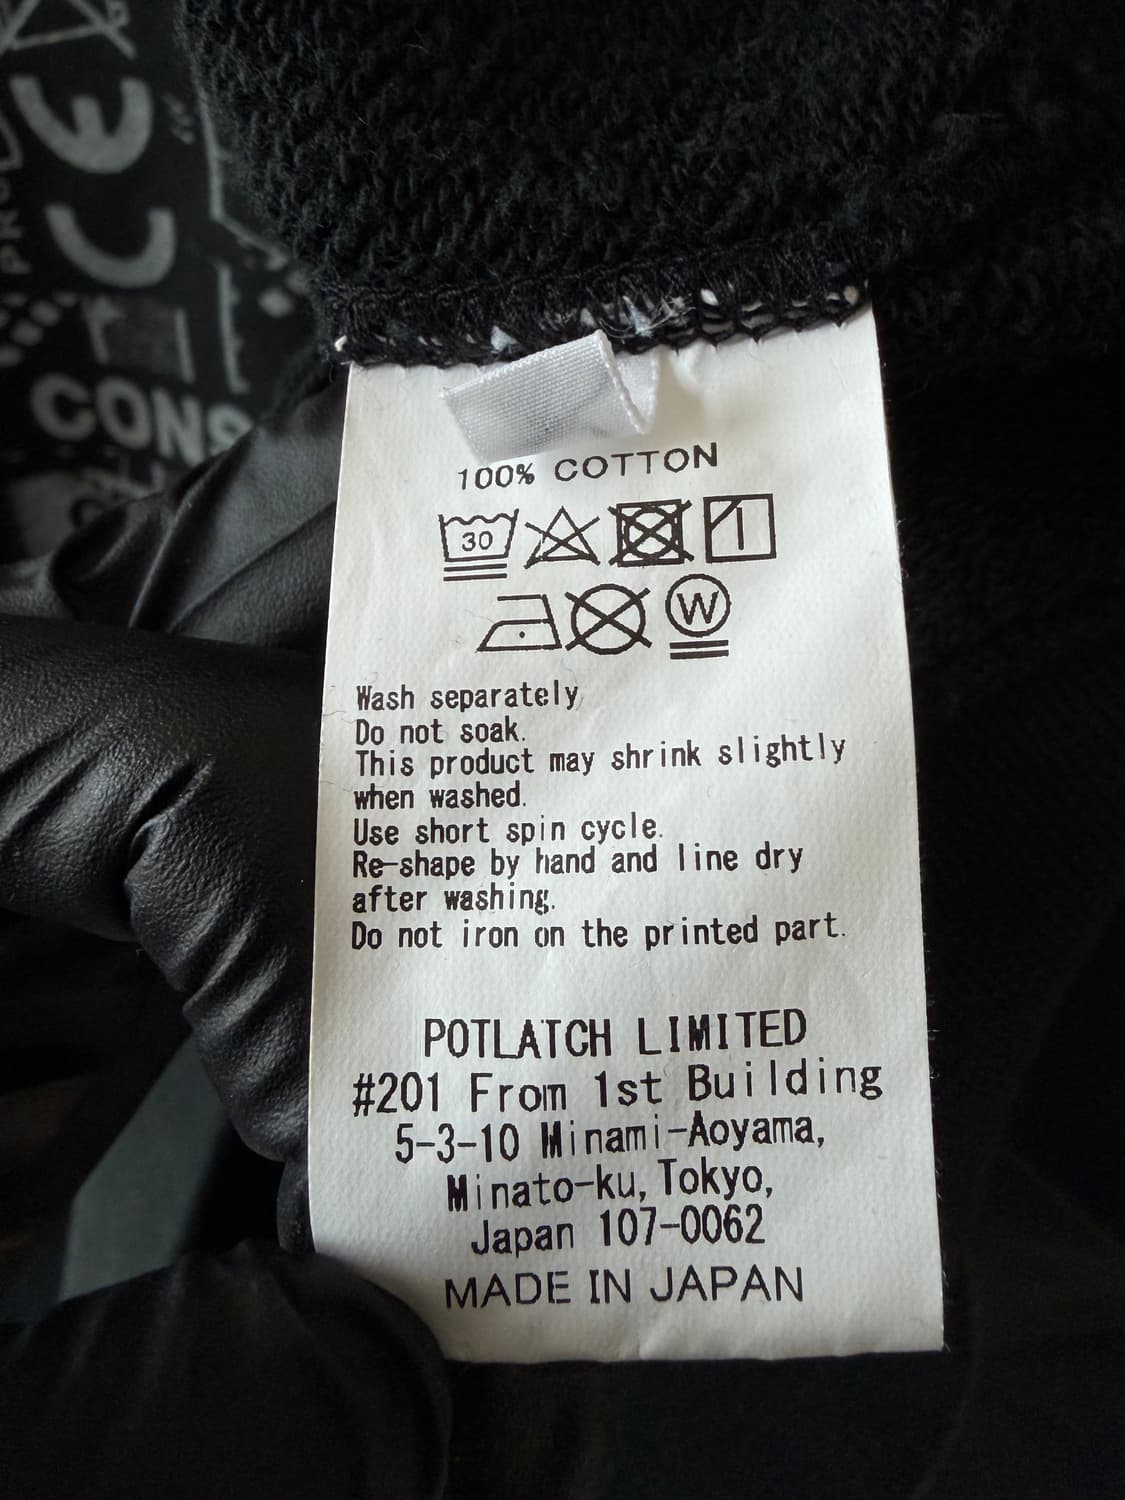 CONS
100% COTTON
30
W
Wash separately
Do not soak.
This product may shrink slightly
when washed.
Use short spin cycle.
Re-shape by hand and line dry
after washing.
Do not iron on the printed part.
POTLATCH LIMITED
#201 From 1st Building
5-3-10 Minami-Aoyama,
Minato-ku, Tokyo,
Japan 107-0062
MADE IN JAPAN